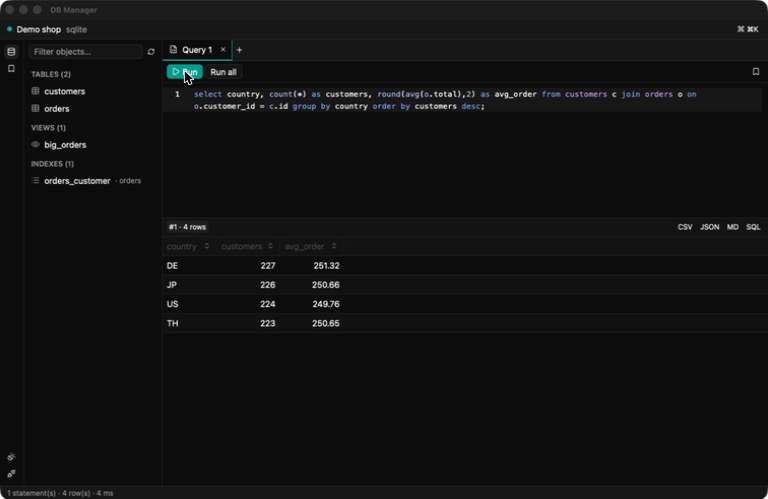 DB Manager
Demo shop sqlite
⌘ ⌘K
Filter objects...
TABLES (2)
customers
orders
VIEWS (1)
big_orders
INDEXES (1)
orders_customer · orders
Query 1 × +
Run Run all
1 select country, count(*) as customers, round(avg(o.total),2) as avg_order from customers c join orders o on
o.customer_id = c.id group by country order by customers desc;
#1 · 4 rows CSV JSON MD SQL
country customers avg_order
DE 227 251.32
JP 226 250.66
US 224 249.76
TH 223 250.65
1 statement(s) · 4 row(s) · 4 ms